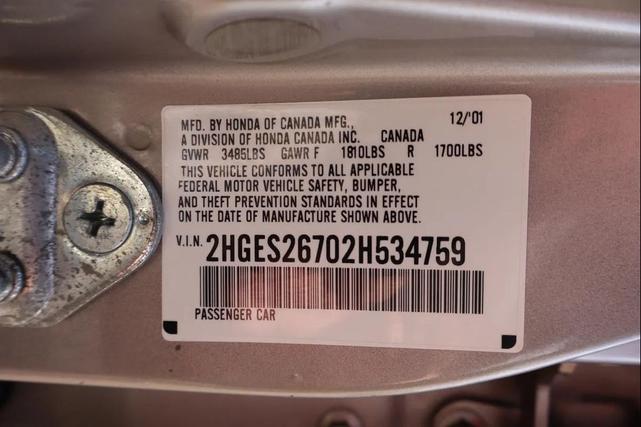 MFD. BY HONDA OF CANADA MFG., 12/'01
A DIVISION OF HONDA CANADA INC. CANADA
GVWR 3485LBS GAWR F 1810LBS R 1700LBS
THIS VEHICLE CONFORMS TO ALL APPLICABLE
FEDERAL MOTOR VEHICLE SAFETY, BUMPER,
AND THEFT PREVENTION STANDARDS IN EFFECT
ON THE DATE OF MANUFACTURE SHOWN ABOVE.
V.I.N. 2HGES26702H534759
PASSENGER CAR